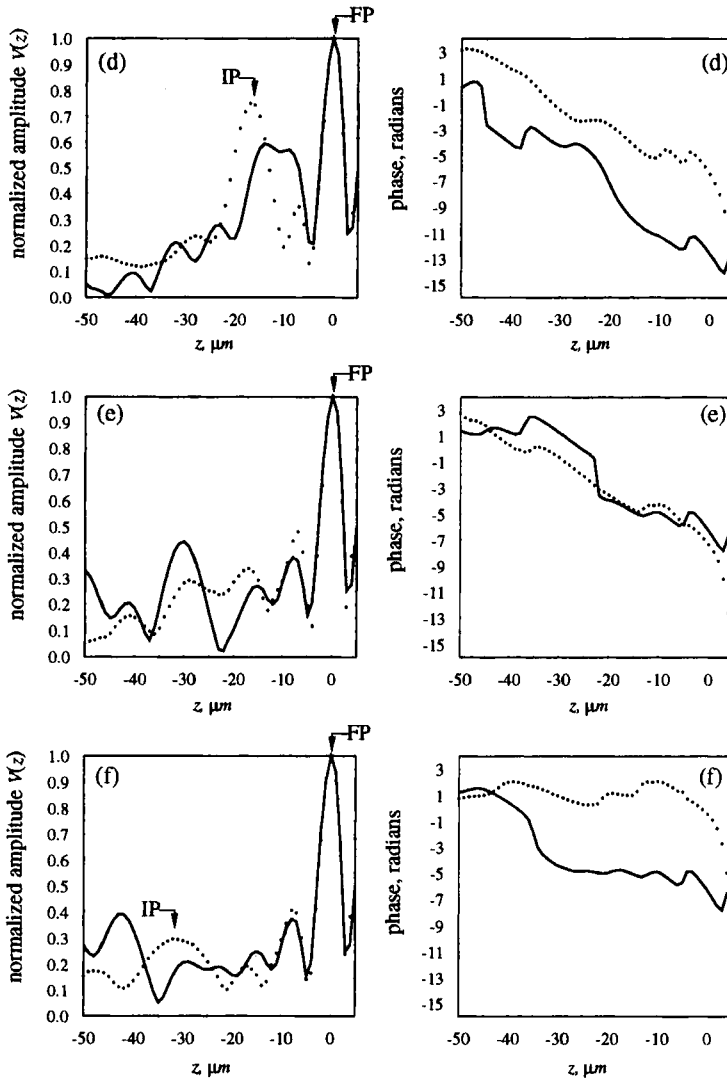 FP
(d)
IP
normalized amplitude V(z)
1.0
0.9
0.8
0.7
0.6
0.5
0.4
0.3
0.2
0.1
0.0
-50 -40 -30 -20 -10 0
z, μm
(d)
phase, radians
3
1
-1
-3
-5
-7
-9
-11
-13
-15
-50 -40 -30 -20 -10 0
z, μm
FP
(e)
normalized amplitude V(z)
1.0
0.9
0.8
0.7
0.6
0.5
0.4
0.3
0.2
0.1
0.0
-50 -40 -30 -20 -10 0
z, μm
(e)
phase, radians
3
1
-1
-3
-5
-7
-9
-11
-13
-15
-50 -40 -30 -20 -10 0
z, μm
FP
(f)
IP
normalized amplitude V(z)
1.0
0.9
0.8
0.7
0.6
0.5
0.4
0.3
0.2
0.1
0.0
-50 -40 -30 -20 -10 0
z, μm
(f)
phase, radians
3
1
-1
-3
-5
-7
-9
-11
-13
-15
-50 -40 -30 -20 -10 0
z, μm